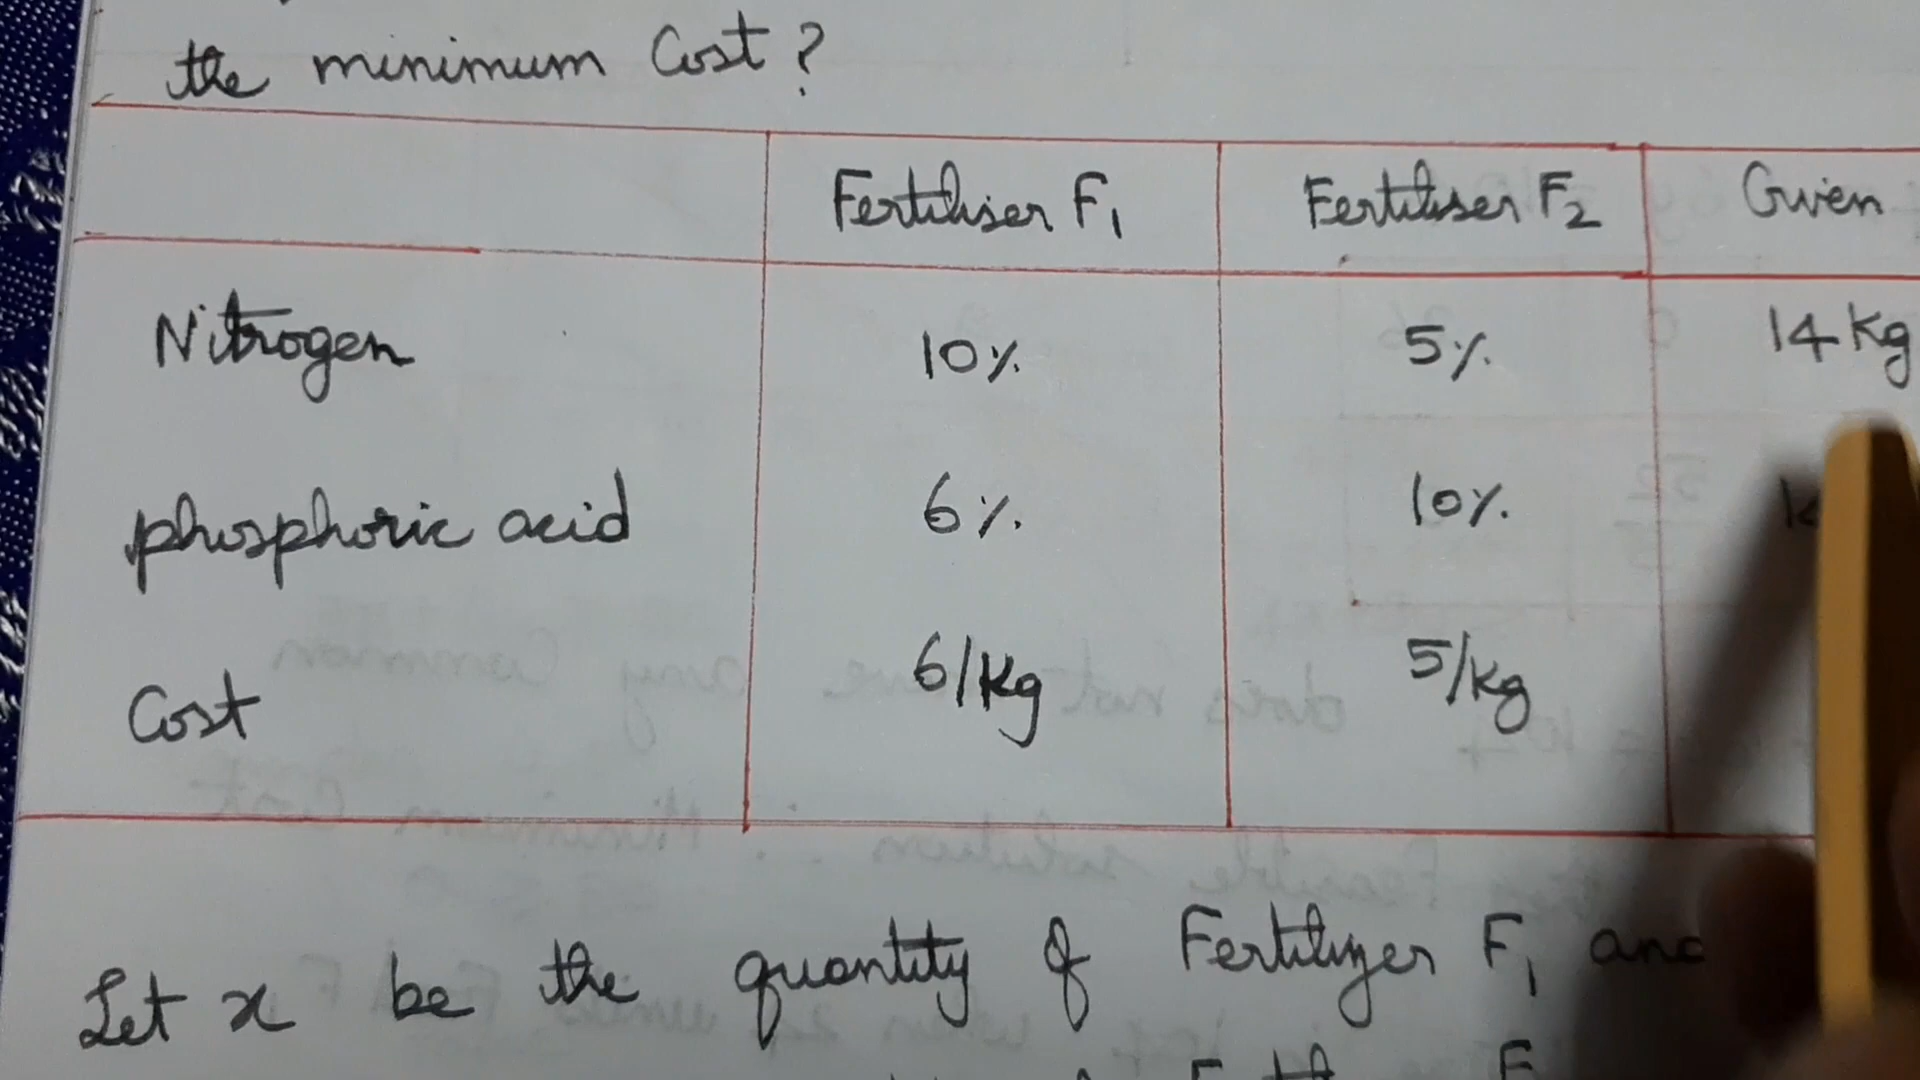 the minimum Cost?
Fertiliser F1 Fertiliser F2 Given
Nitrogen 10% 5% 14 Kg
phosphoric acid 6% 10%
Cost 6/Kg 5/Kg
Let x be the quantity of Fertilizer F1 and